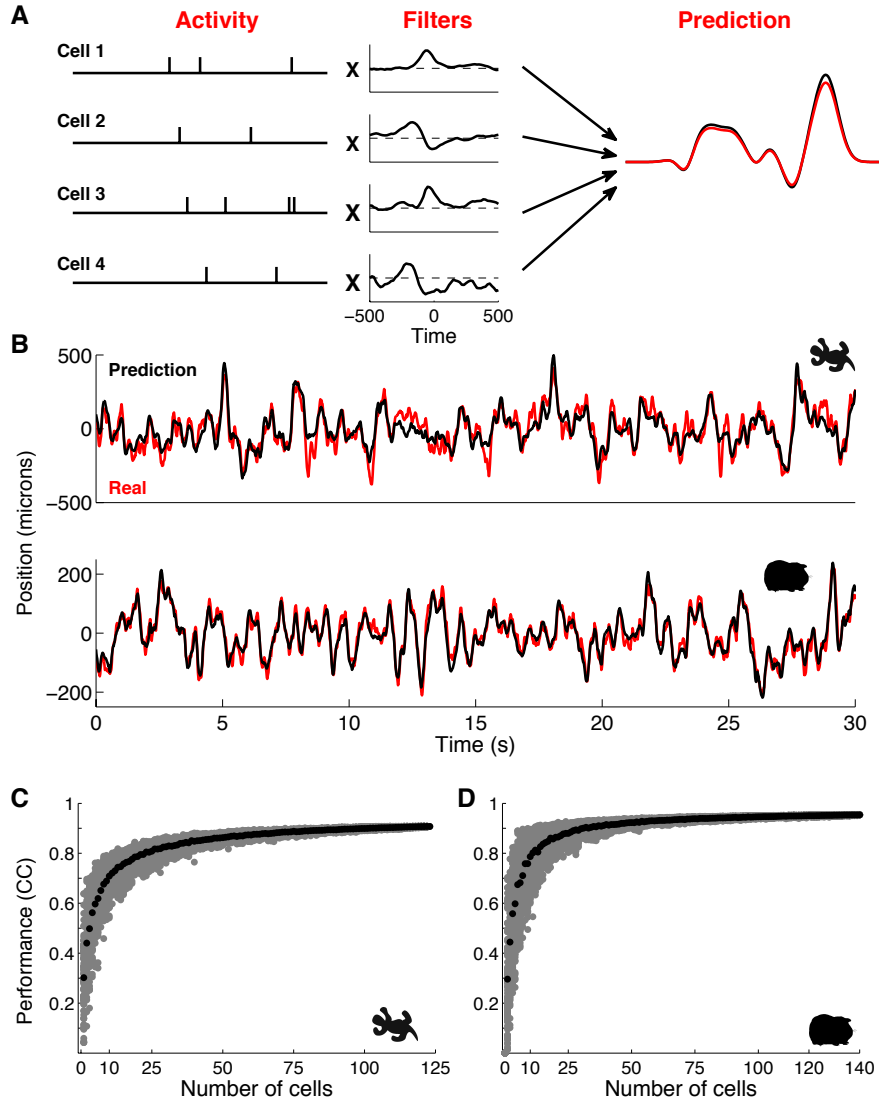 A
Activity
Filters
Prediction
Cell 1
X
Cell 2
X
Cell 3
X
Cell 4
X
−500 0 500
Time
B
500
Prediction
0
Real
−500
Position (microns)
200
0
−200
0 5 10 15 20 25 30
Time (s)
C
1
0.8
0.6
0.4
0.2
Performance (CC)
0 10 25 50 75 100 125
Number of cells
D
1
0.8
0.6
0.4
0.2
0 10 25 50 75 100 120 140
Number of cells